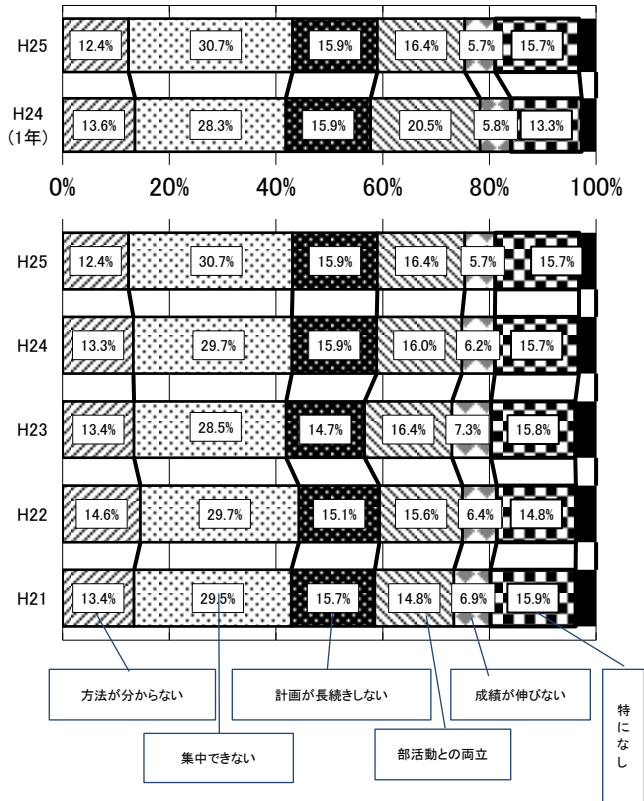 H25 12.4% 30.7% 15.9% 16.4% 5.7% 15.7%
H24
(1年) 13.6% 28.3% 15.9% 20.5% 5.8% 13.3%
0% 20% 40% 60% 80% 100%
H25 12.4% 30.7% 15.9% 16.4% 5.7% 15.7%
H24 13.3% 29.7% 15.9% 16.0% 6.2% 15.7%
H23 13.4% 28.5% 14.7% 16.4% 7.3% 15.8%
H22 14.6% 29.7% 15.1% 15.6% 6.4% 14.8%
H21 13.4% 29.5% 15.7% 14.8% 6.9% 15.9%
方法が分からない 計画が長続きしない 成績が伸びない 特になし
集中できない 部活動との両立